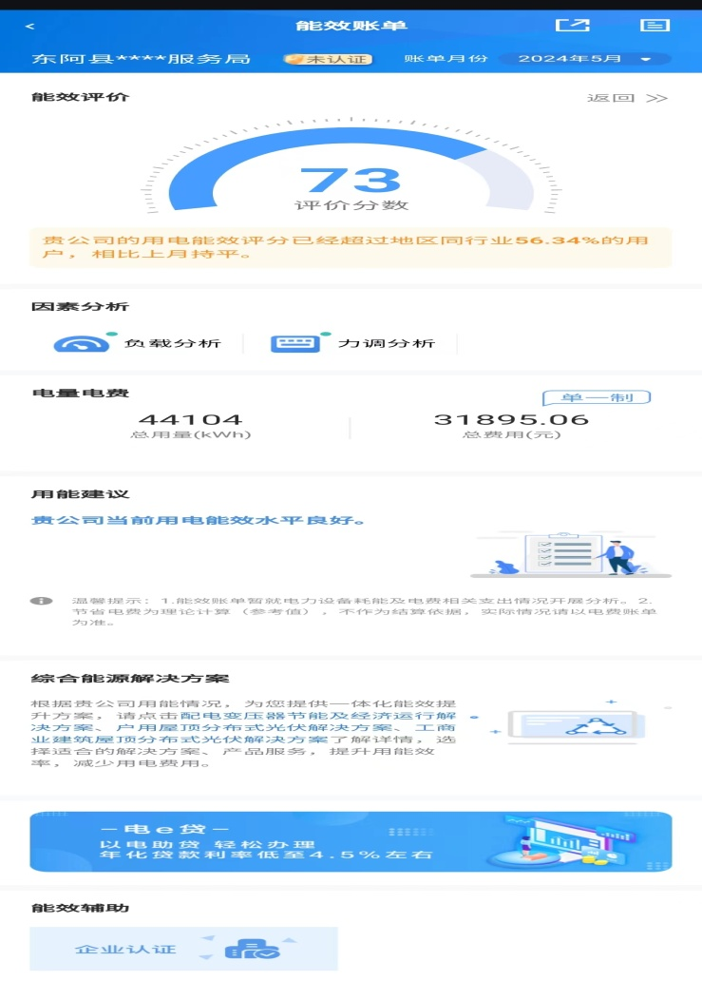 <
能效账单
东阿县****服务局 未认证 账单月份 2024年5月
能效评价 返回 >>
73
评价分数
贵公司的用电能效评分已经超过地区同行业56.34%的用
户，相比上月持平。
因素分析
负载分析 力调分析
电量电费 单一制
44104 31895.06
总用量(kWh) 总费用(元)
用能建议
贵公司当前用电能效水平良好。
温馨提示：1.能效账单暂就电力设备耗能及电费相关支出情况开展分析。2.
节省电费为理论计算（参考值），不作为结算依据，实际情况请以电费账单
为准。
综合能源解决方案
根据贵公司用能情况，为您提供一体化能效提
升方案，请点击配电变压器节能及经济运行解
决方案、户用屋顶分布式光伏解决方案、工商
业建筑屋顶分布式光伏解决方案了解详情，选
择适合的解决方案、产品服务，提升用能效
率，减少用电费用。
-电e贷-
以电助贷 轻松办理
年化贷款利率低至4.5%左右
能效辅助
企业认证